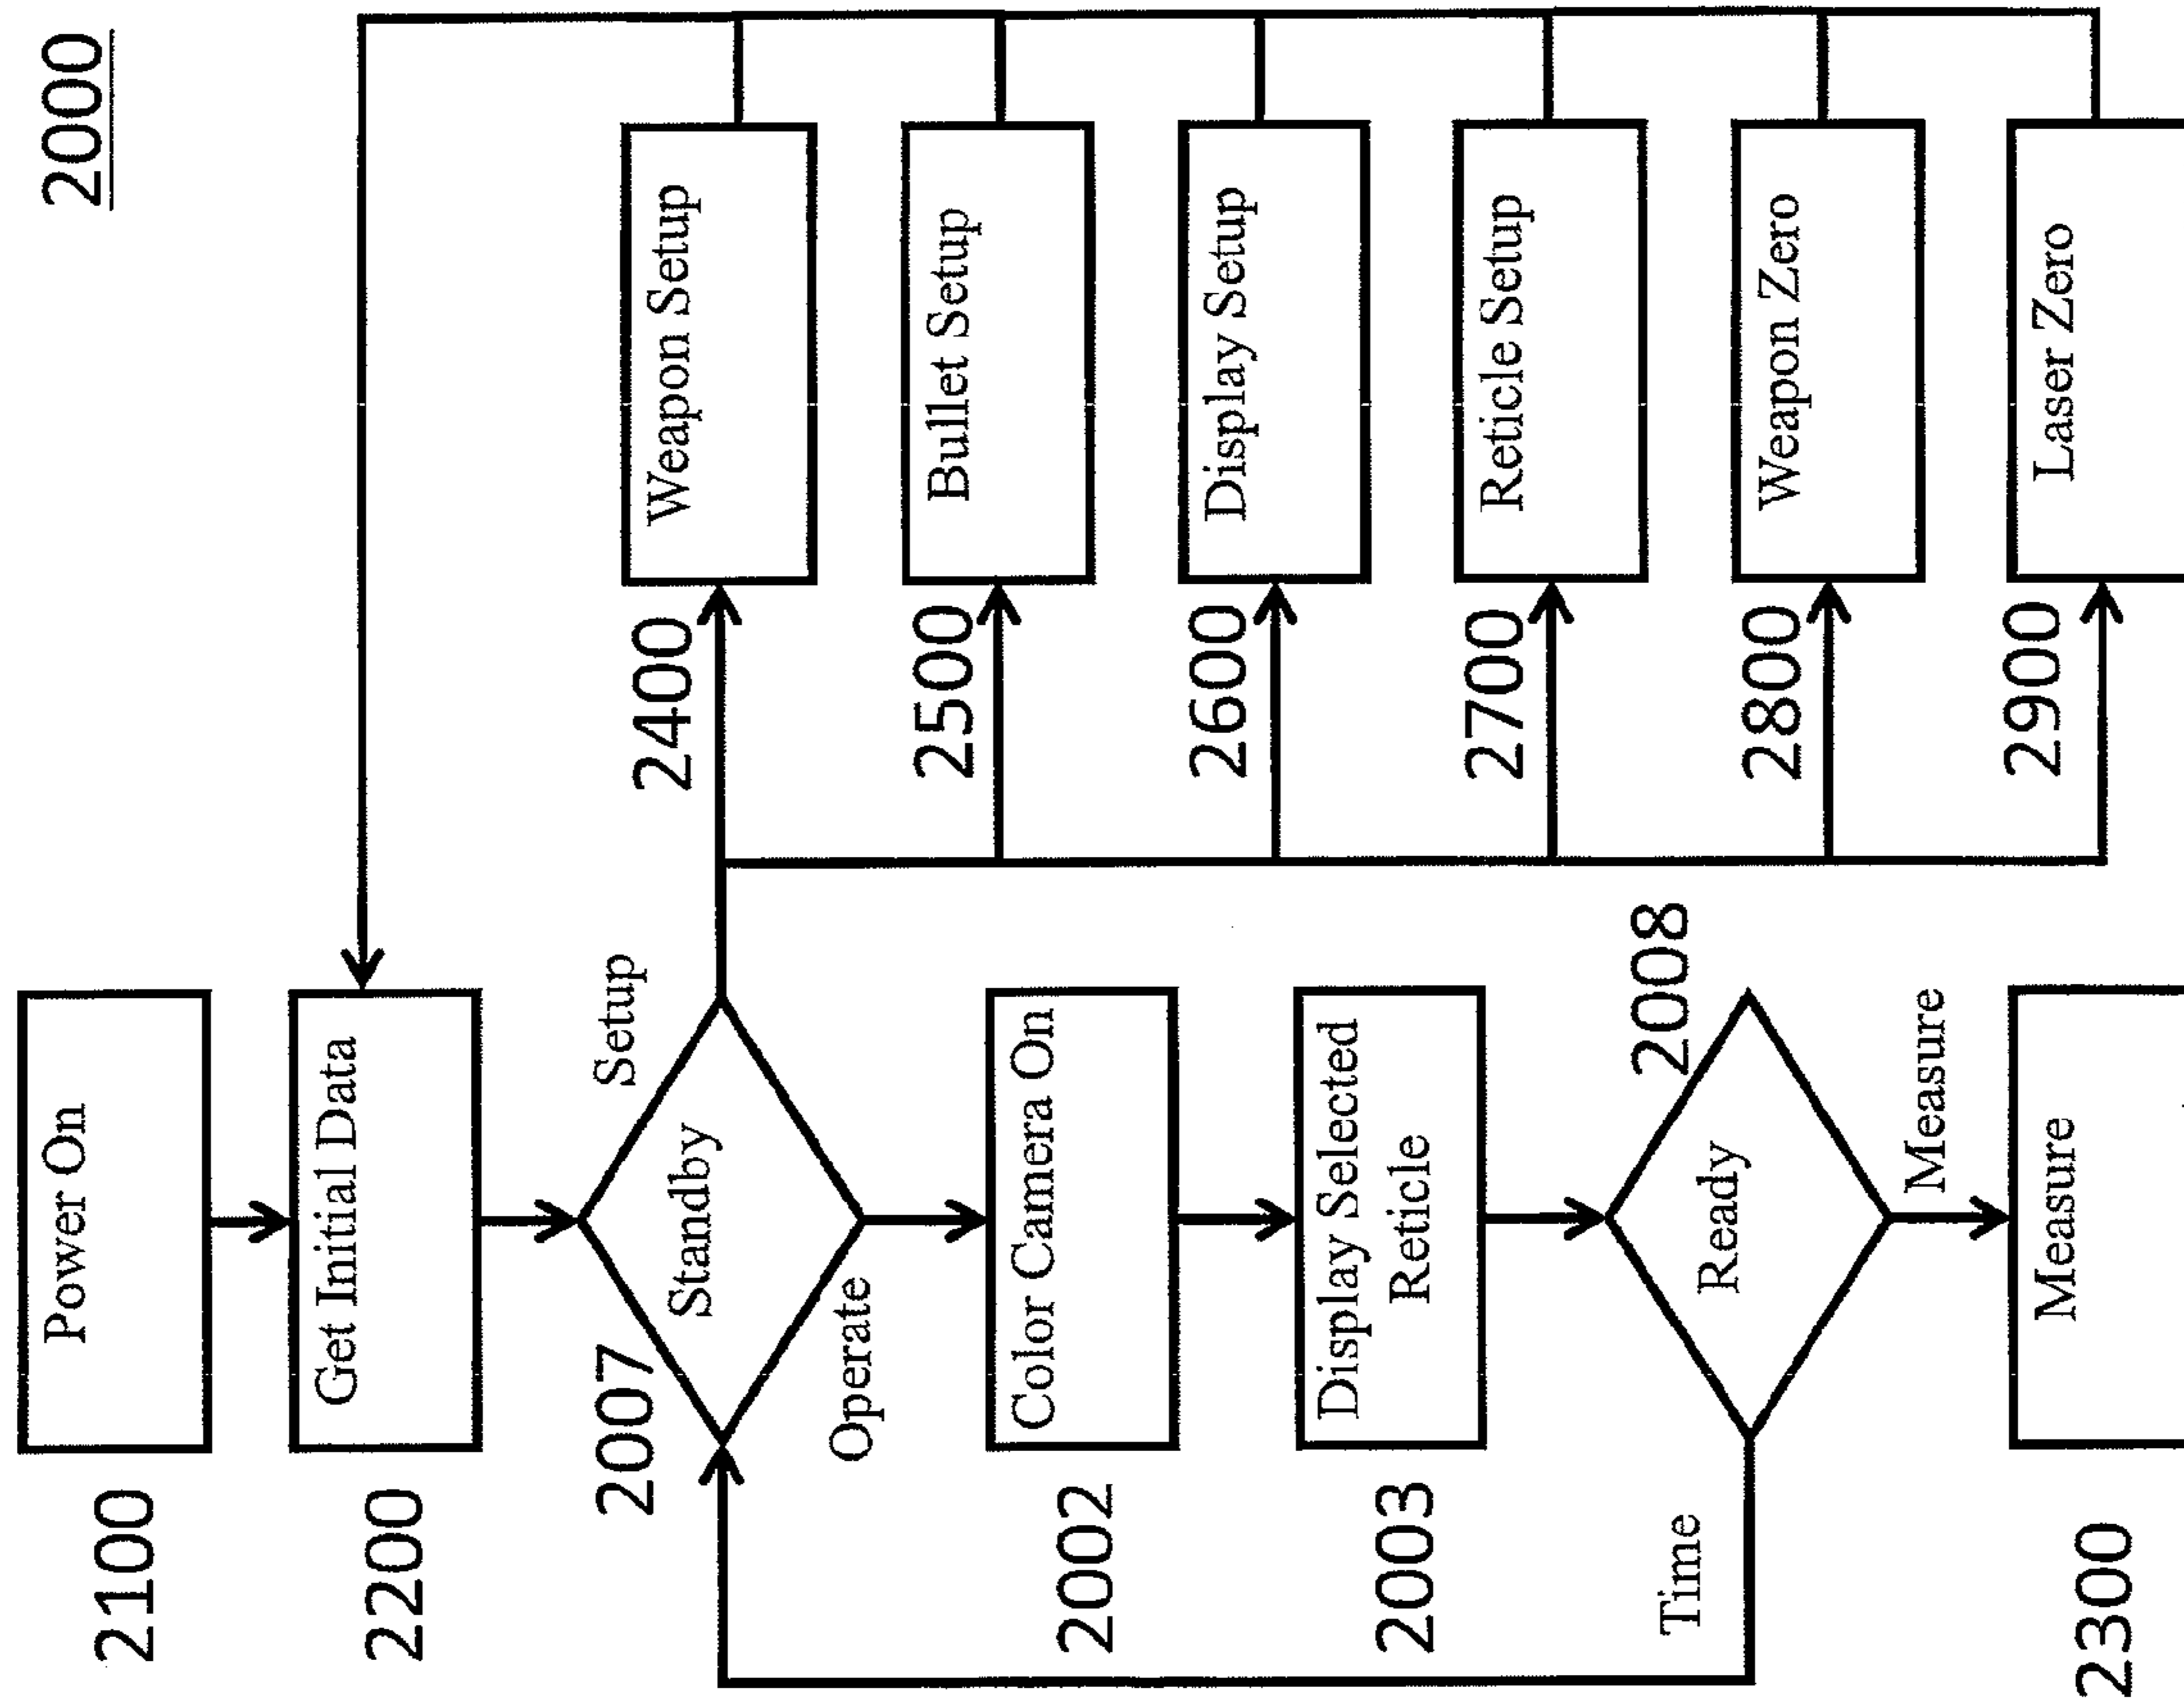 2000
2100
Power On
2200
Get Initial Data
2007
Standby
Setup
Operate
2400
Weapon Setup
2500
Bullet Setup
2600
Display Setup
2700
Reticle Setup
2800
Weapon Zero
2900
Laser Zero
2002
Color Camera On
2003
Display Selected
Reticle
2008
Ready
Time
Measure
2300
Measure